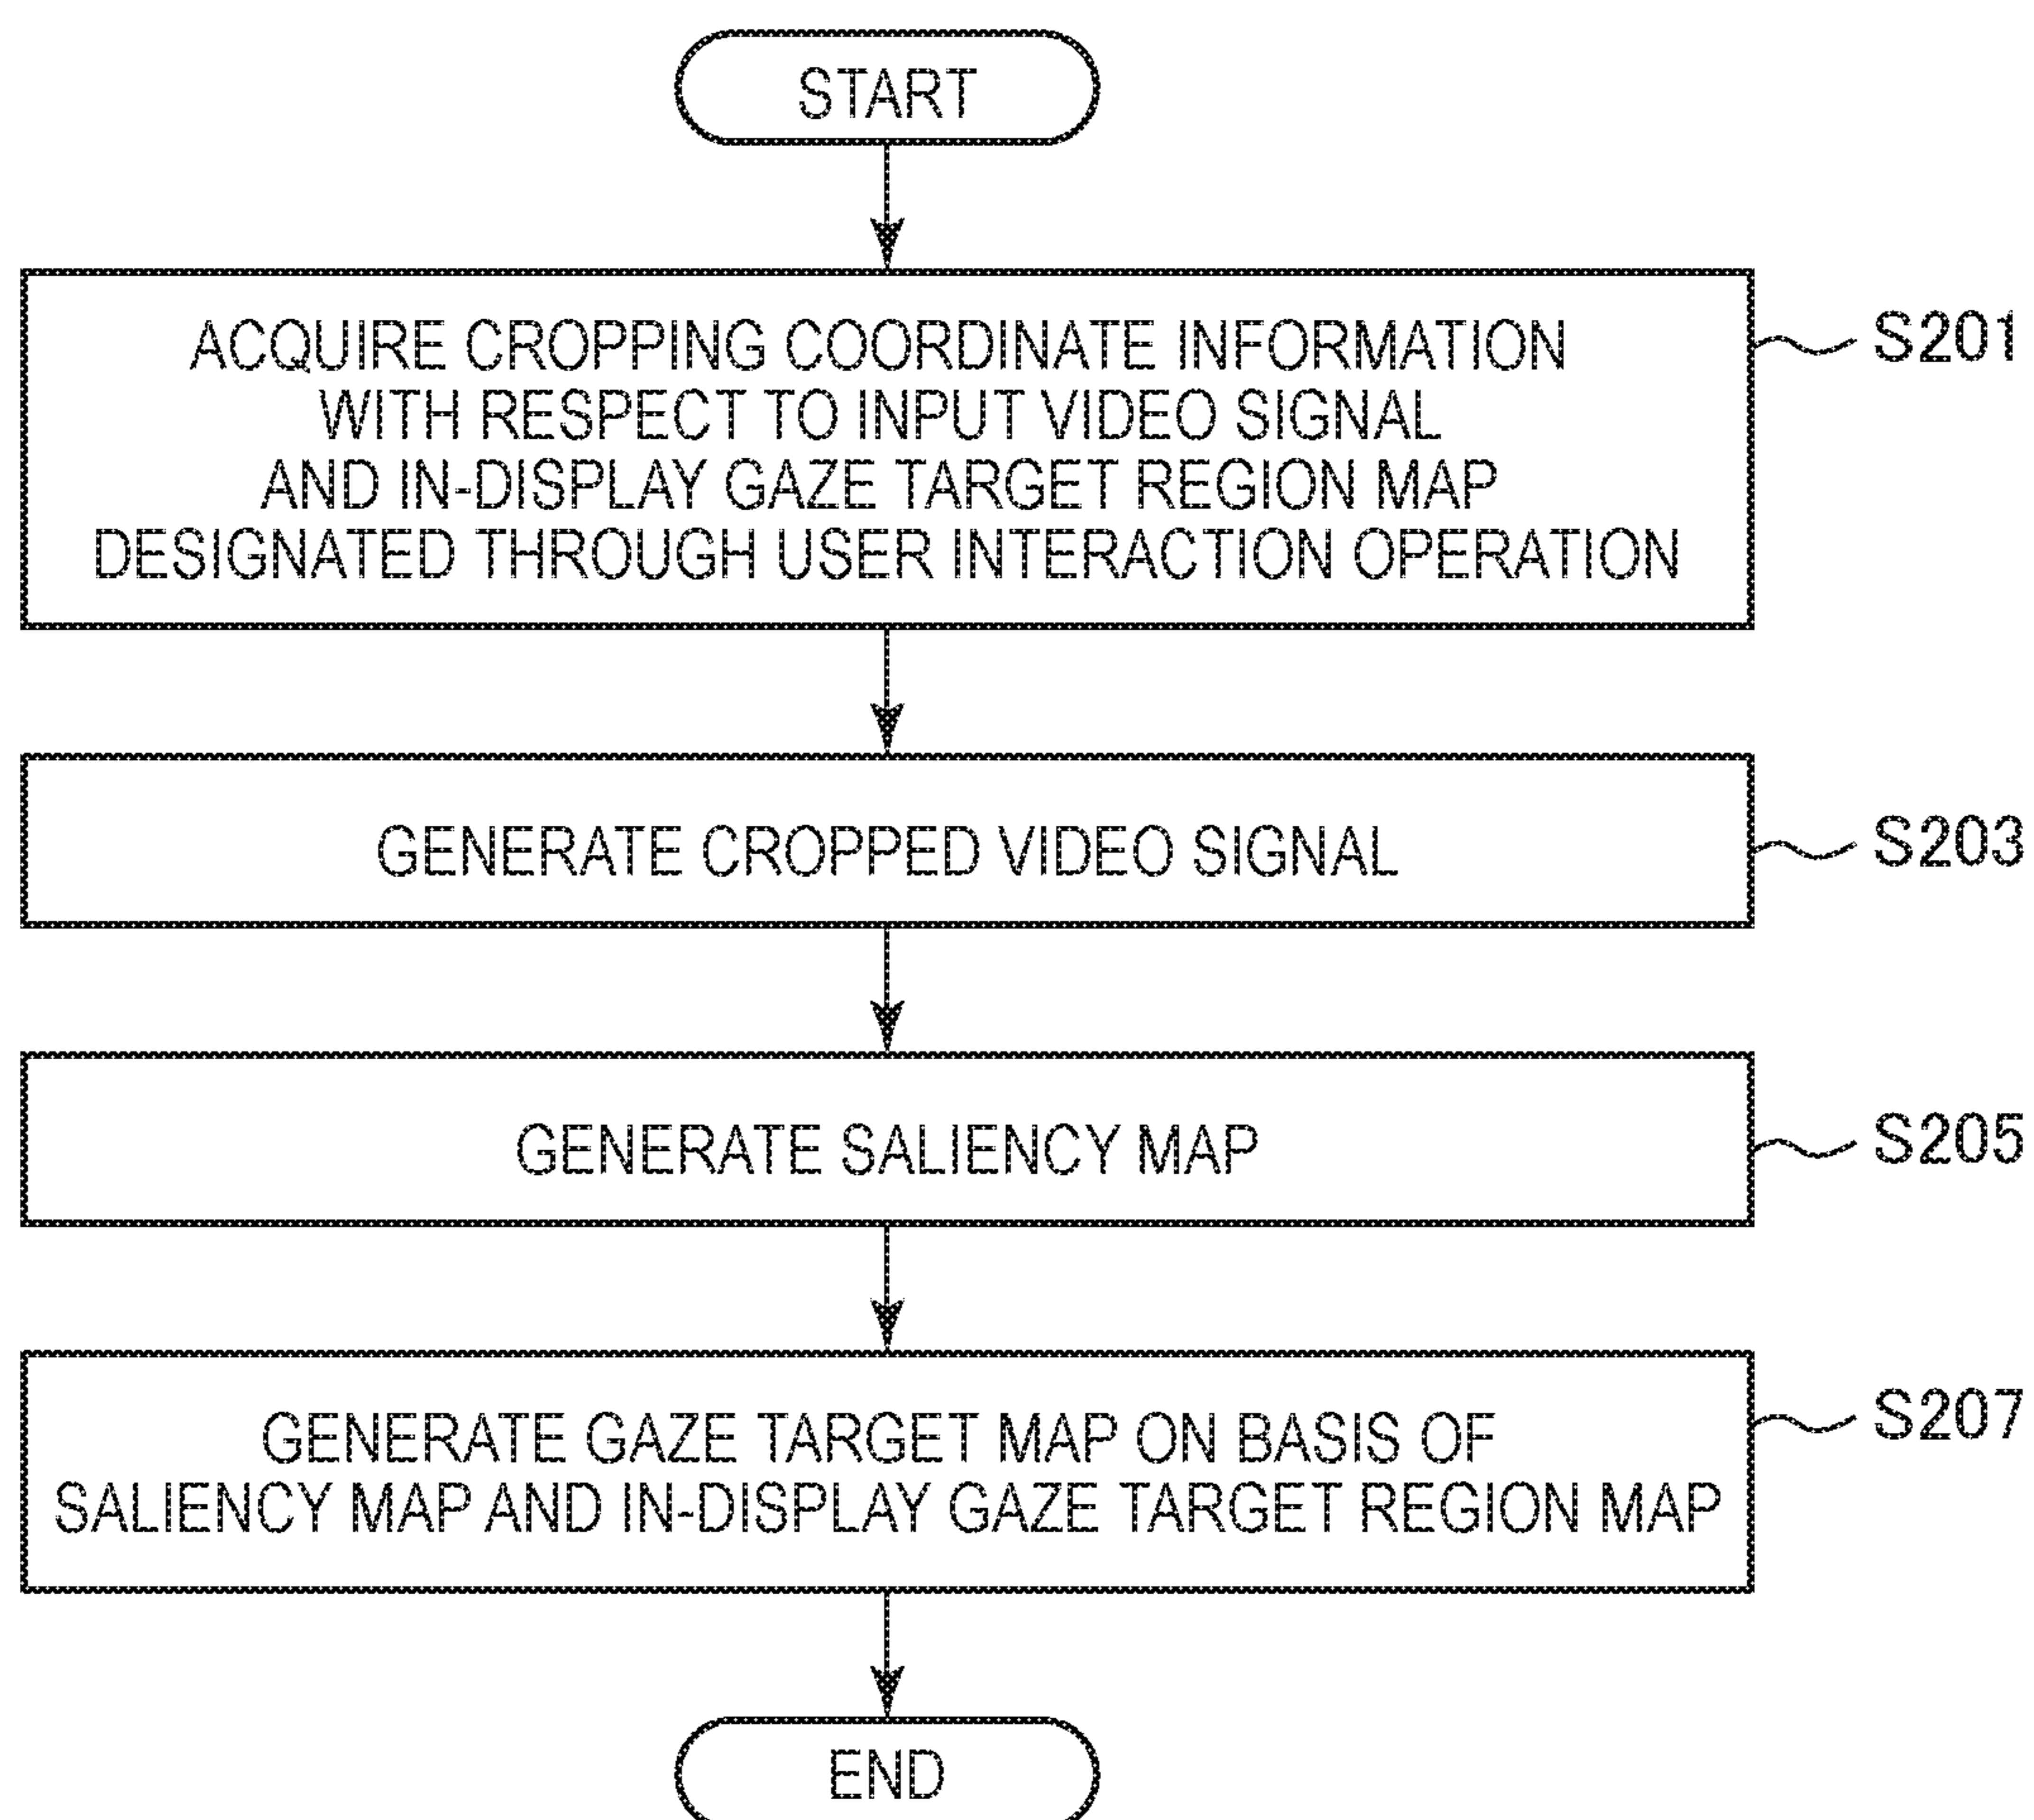 START
ACQUIRE CROPPING COORDINATE INFORMATION
WITH RESPECT TO INPUT VIDEO SIGNAL
AND IN-DISPLAY GAZE TARGET REGION MAP
DESIGNATED THROUGH USER INTERACTION OPERATION
S201
GENERATE CROPPED VIDEO SIGNAL
S203
GENERATE SALIENCY MAP
S205
GENERATE GAZE TARGET MAP ON BASIS OF
SALIENCY MAP AND IN-DISPLAY GAZE TARGET REGION MAP
S207
END